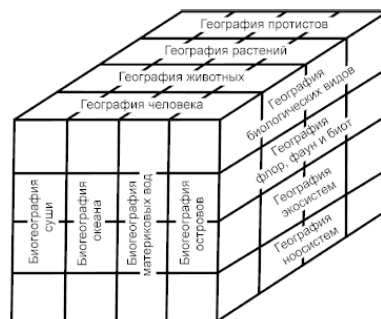 География протистов
География растений
География животных
География человека
География
биологических видов
География
флор, фаун и биот
География
экосистем
География
ноосистем
Биогеография
суши
Биогеография
океана
Биогеография
материковых вод
Биогеография
островов